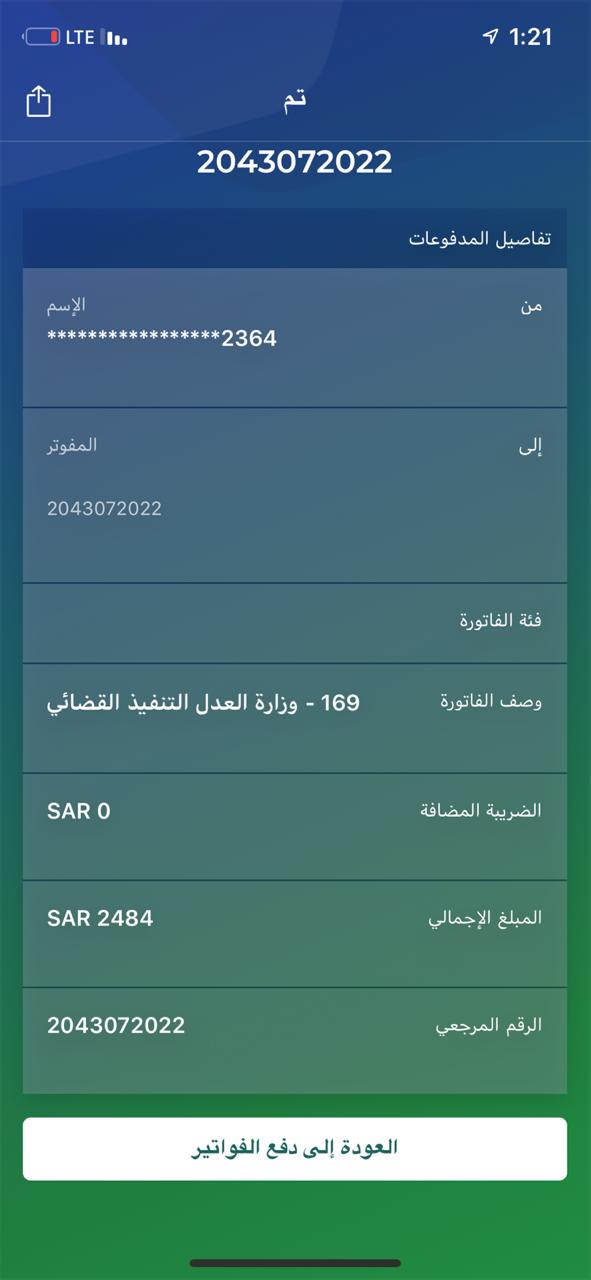 LTE 1:21
تم
2043072022
تفاصيل المدفوعات
من الإسم
****************2364
إلى المفوتر
2043072022
فئة الفاتورة
وصف الفاتورة 169 - وزارة العدل التنفيذ القضائي
الضريبة المضافة SAR 0
المبلغ الإجمالي SAR 2484
الرقم المرجعي 2043072022
العودة إلى دفع الفواتير